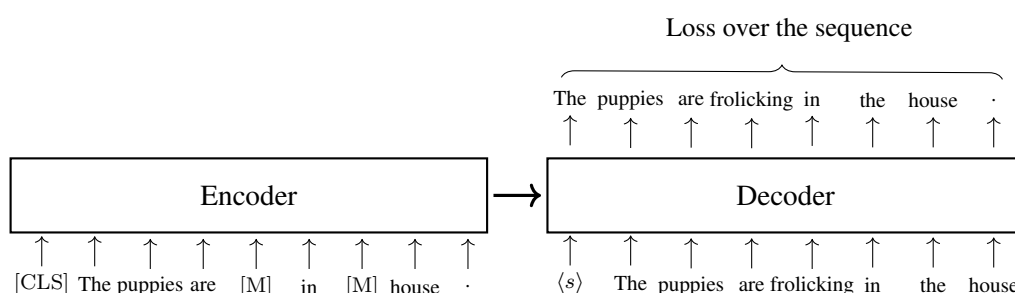 Loss over the sequence
The puppies are frolicking in the house .
Encoder
Decoder
[CLS] The puppies are [M] in [M] house .
⟨s⟩ The puppies are frolicking in the house